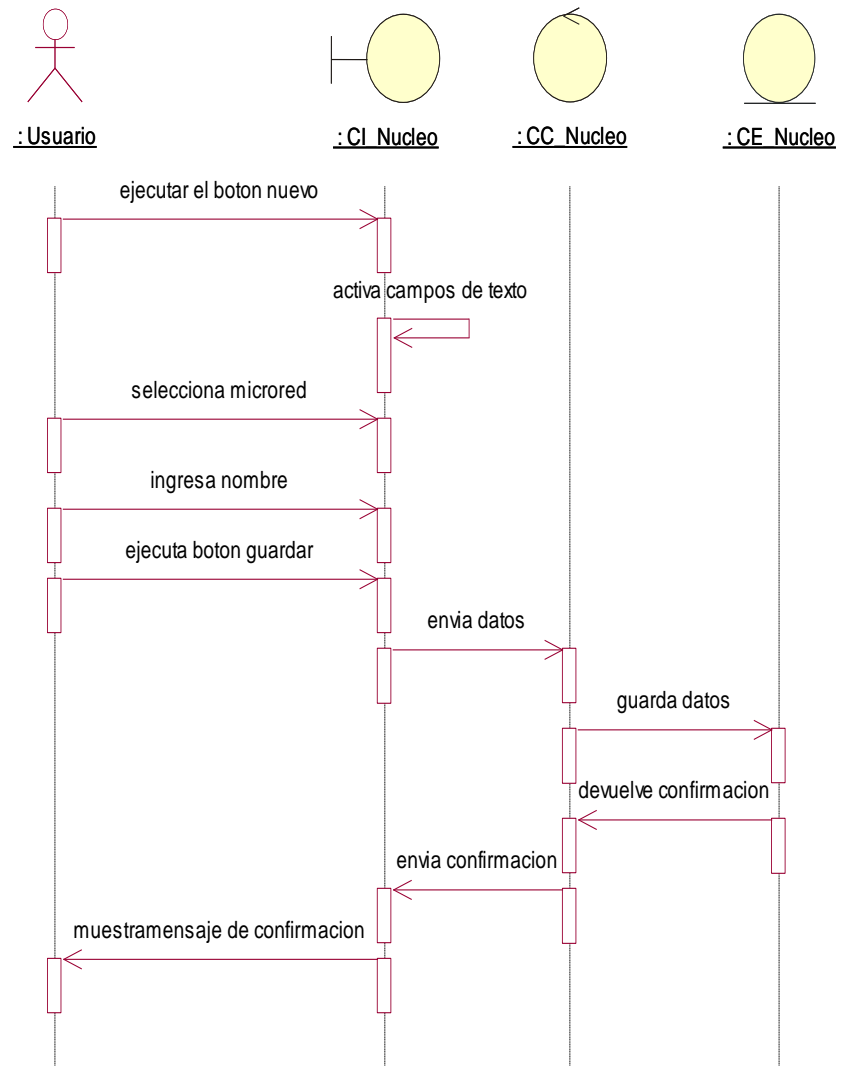 : Usuario
: CI_Nucleo
: CC_Nucleo
: CE_Nucleo
ejecutar el boton nuevo
activa campos de texto
selecciona microred
ingresa nombre
ejecuta boton guardar
envia datos
guarda datos
devuelve confirmacion
envia confirmacion
muestramensaje de confirmacion